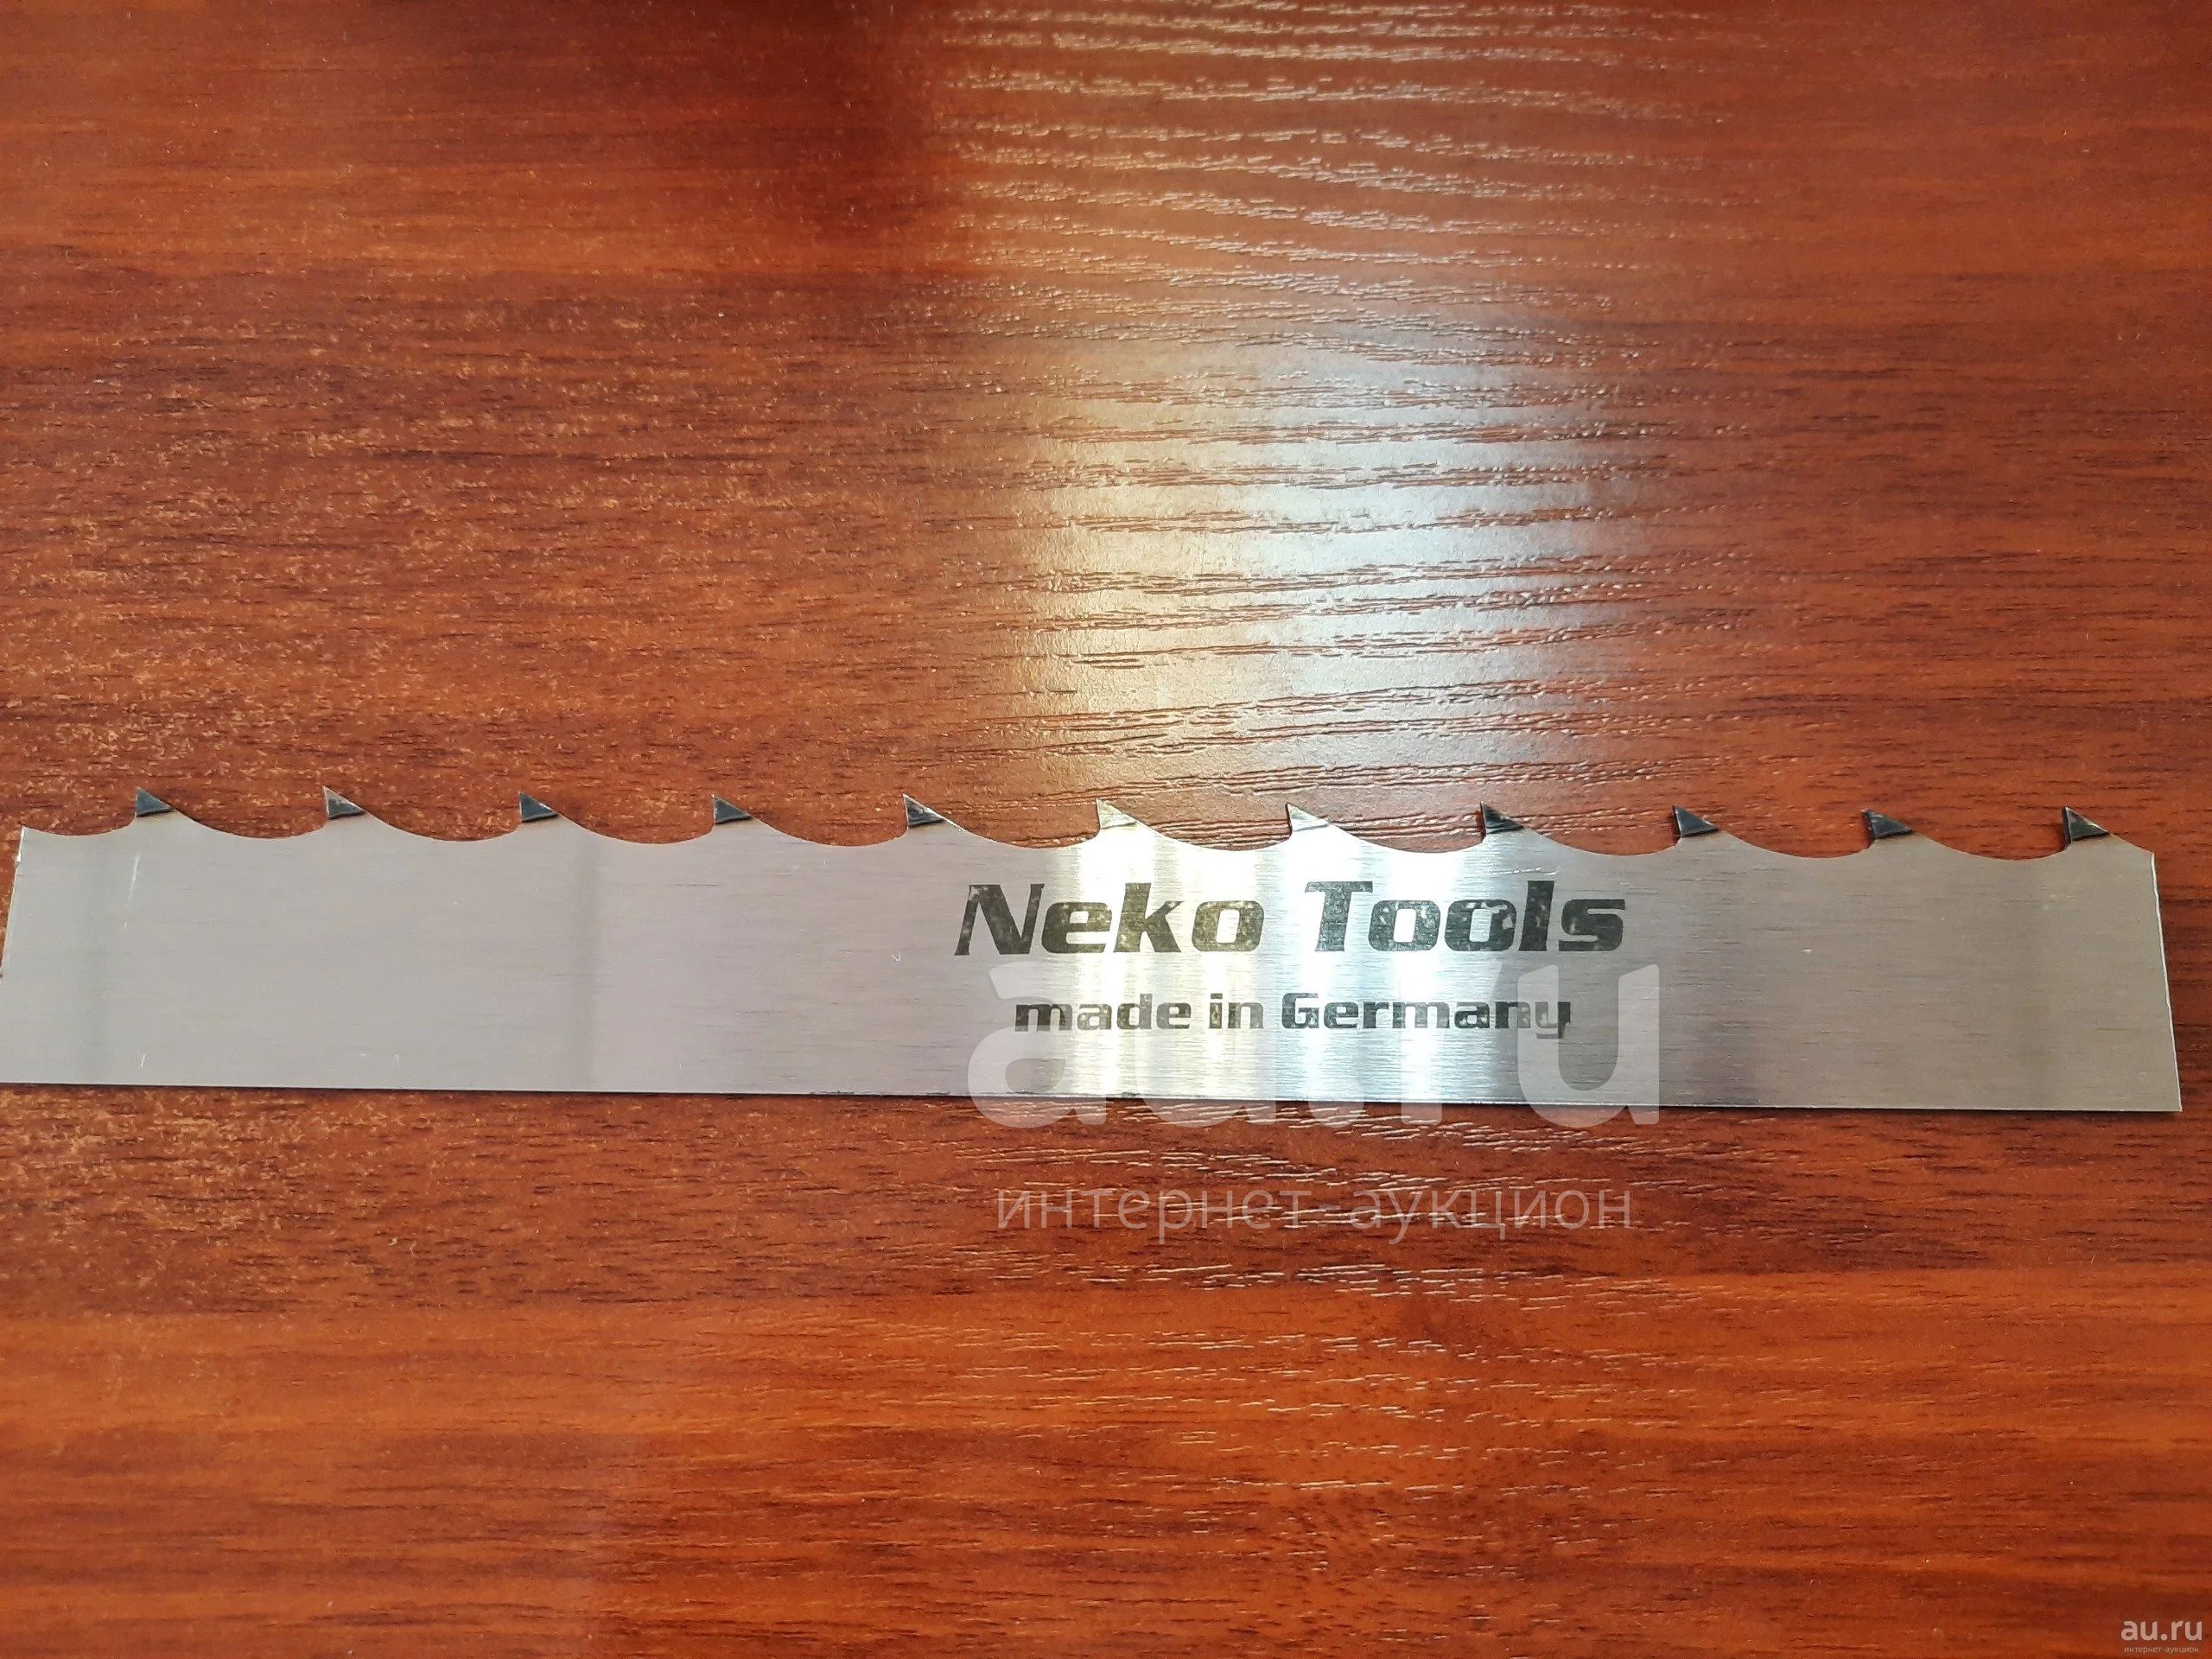 Neko Tools
made in Germany
au.ru
интернет-аукцион
au.ru
интернет-аукцион